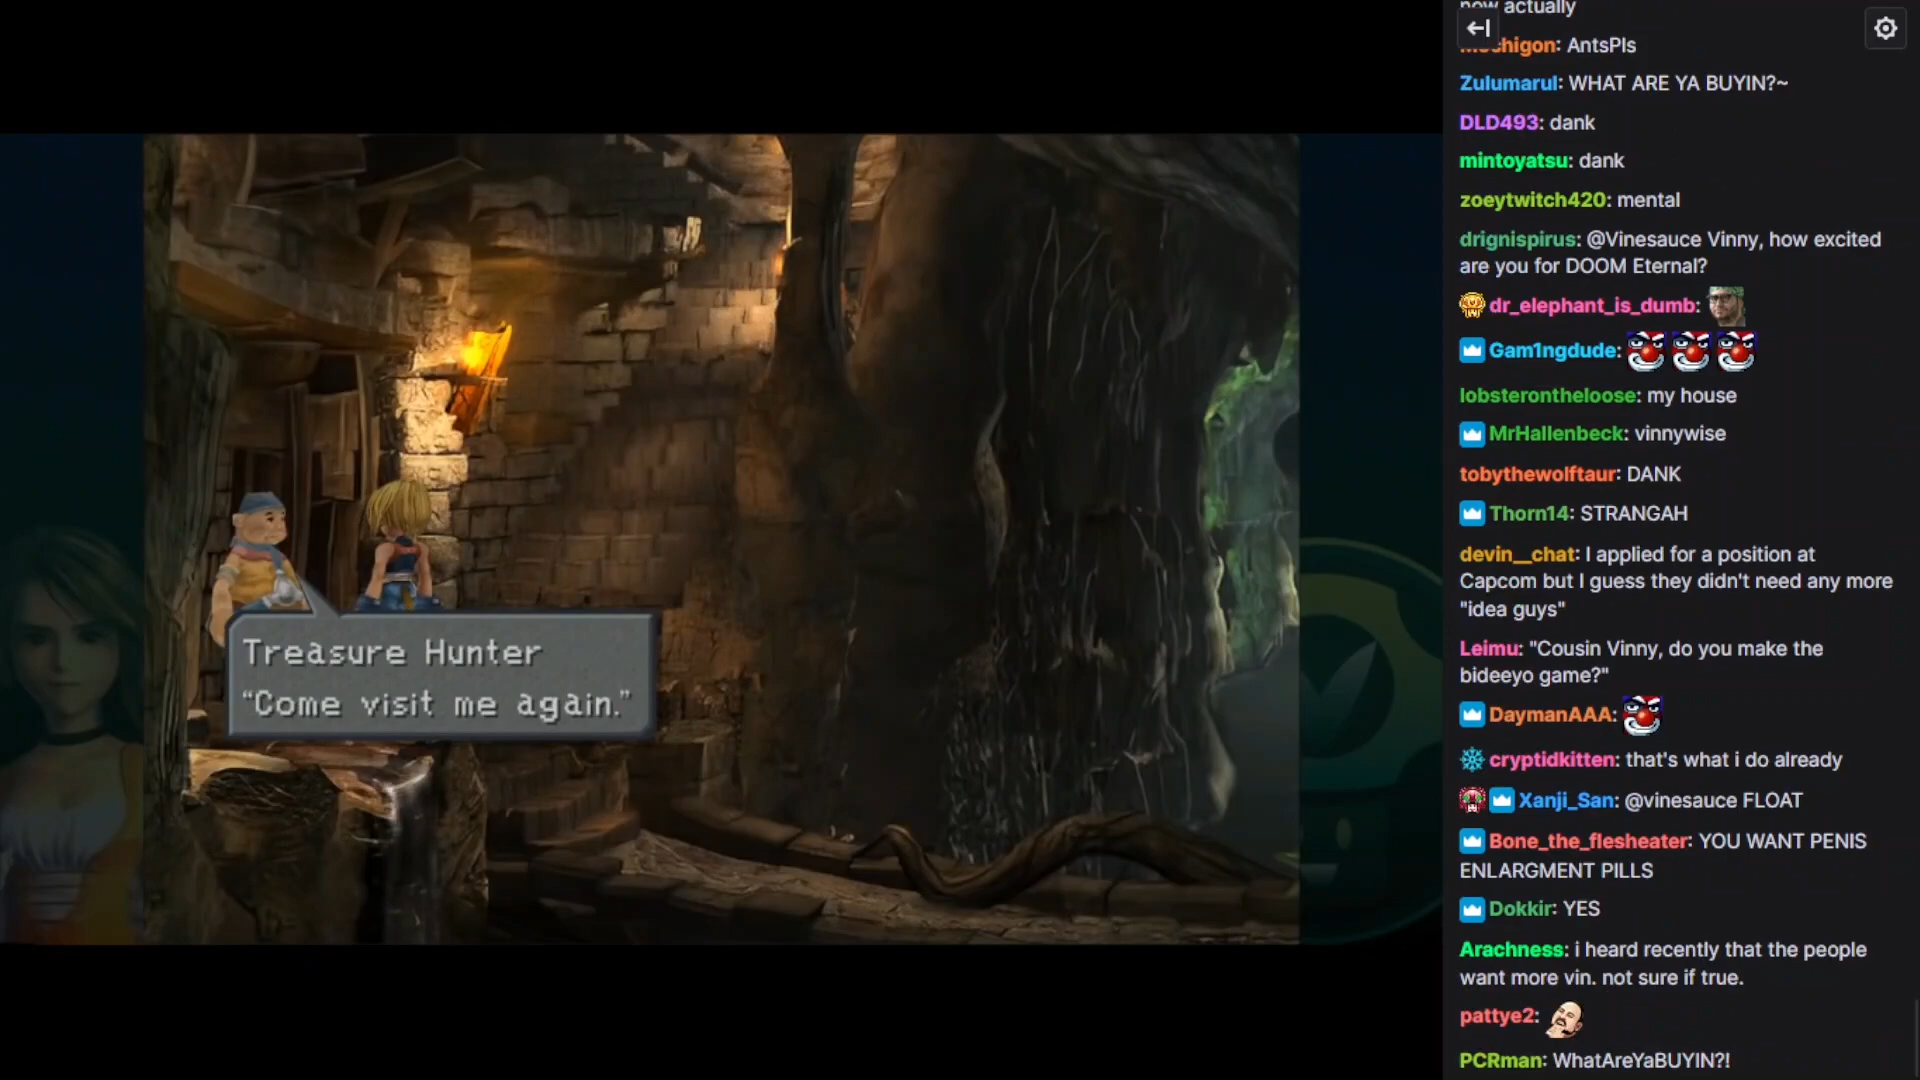 Treasure Hunter
“Come visit me again.”
now actually
chigon: AntsPls
Zulumarul: WHAT ARE YA BUYIN?~
DLD493: dank
mintoyatsu: dank
zoeytwitch420: mental
drignispirus: @Vinesauce Vinny, how excited
are you for DOOM Eternal?
dr_elephant_is_dumb:
Gam1ngdude:
lobsterontheloose: my house
MrHallenbeck: vinnywise
tobythewolftaur: DANK
Thorn14: STRANGAH
devin__chat: I applied for a position at
Capcom but I guess they didn't need any more
"idea guys"
Leimu: "Cousin Vinny, do you make the
bideeyo game?"
DaymanAAA:
cryptidkitten: that's what i do already
Xanji_San: @vinesauce FLOAT
Bone_the_flesheater: YOU WANT PENIS
ENLARGMENT PILLS
Dokkir: YES
Arachness: i heard recently that the people
want more vin. not sure if true.
pattye2:
PCRman: WhatAreYaBUYIN?!